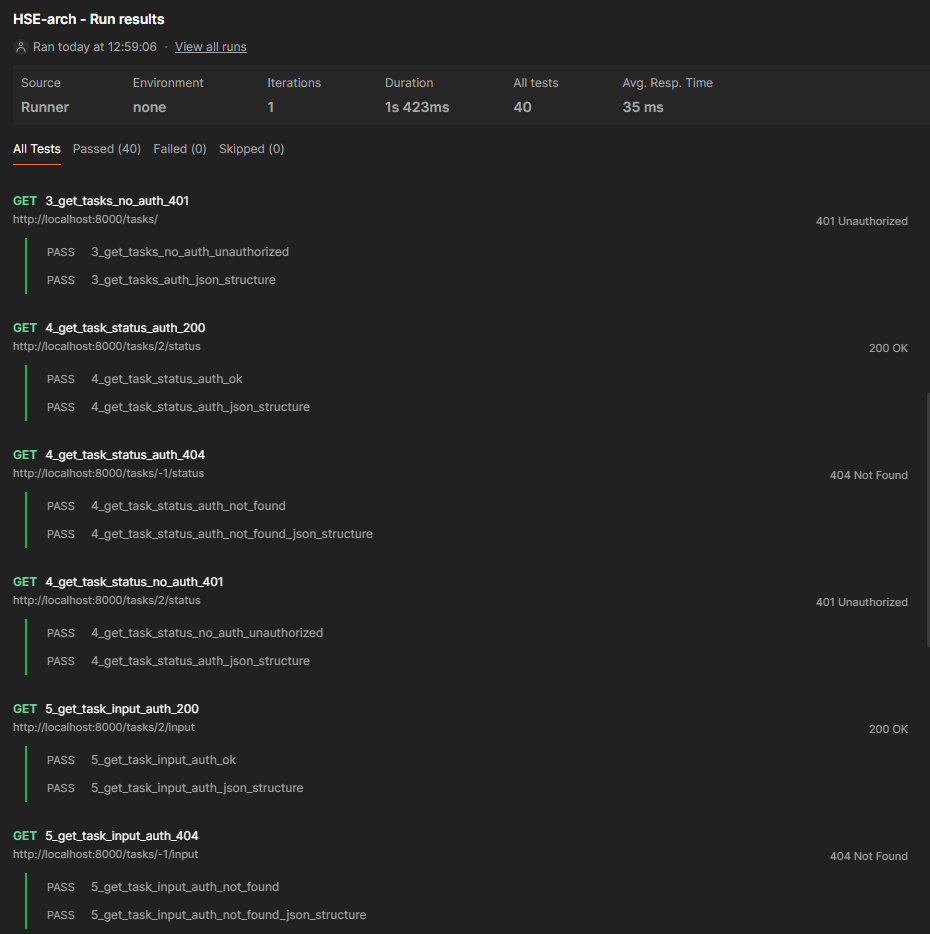 HSE-arch - Run results
Ran today at 12:59:06 · View all runs
Source Environment Iterations Duration All tests Avg. Resp. Time
Runner none 1 1s 423ms 40 35 ms
All Tests Passed (40) Failed (0) Skipped (0)
GET 3_get_tasks_no_auth_401
http://localhost:8000/tasks/
401 Unauthorized
PASS 3_get_tasks_no_auth_unauthorized
PASS 3_get_tasks_auth_json_structure
GET 4_get_task_status_auth_200
http://localhost:8000/tasks/2/status
200 OK
PASS 4_get_task_status_auth_ok
PASS 4_get_task_status_auth_json_structure
GET 4_get_task_status_auth_404
http://localhost:8000/tasks/-1/status
404 Not Found
PASS 4_get_task_status_auth_not_found
PASS 4_get_task_status_auth_not_found_json_structure
GET 4_get_task_status_no_auth_401
http://localhost:8000/tasks/2/status
401 Unauthorized
PASS 4_get_task_status_no_auth_unauthorized
PASS 4_get_task_status_auth_json_structure
GET 5_get_task_input_auth_200
http://localhost:8000/tasks/2/input
200 OK
PASS 5_get_task_input_auth_ok
PASS 5_get_task_input_auth_json_structure
GET 5_get_task_input_auth_404
http://localhost:8000/tasks/-1/input
404 Not Found
PASS 5_get_task_input_auth_not_found
PASS 5_get_task_input_auth_not_found_json_structure